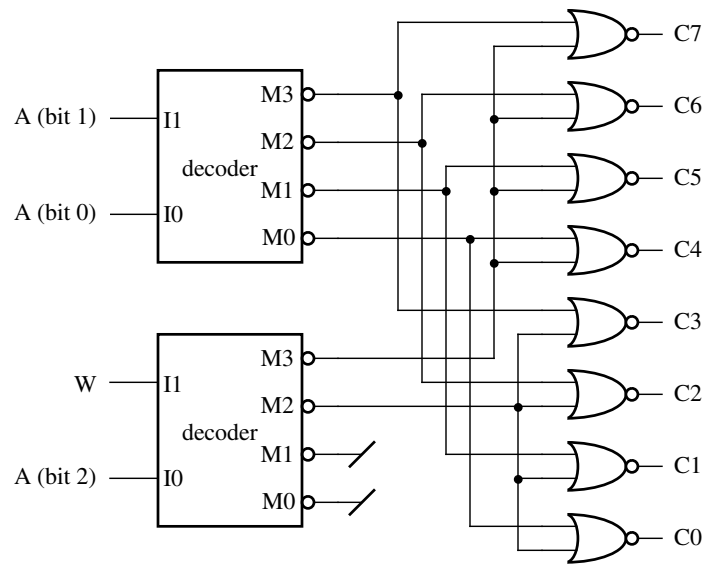 C7
M3
C6
A (bit 1)
I1
M2
decoder
C5
M1
A (bit 0)
I0
M0
C4
C3
M3
W
I1
C2
M2
decoder
M1
C1
A (bit 2)
I0
M0
C0